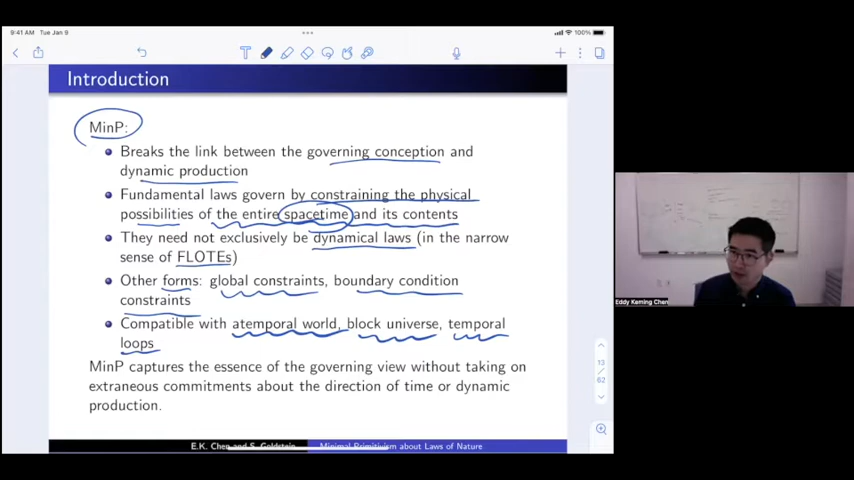 9:41 AM Tue Jan 9
100%
T
Introduction
MinP:
Breaks the link between the governing conception and
dynamic production
Fundamental laws govern by constraining the physical
possibilities of the entire spacetime and its contents
They need not exclusively be dynamical laws (in the narrow
sense of FLOTEs)
Other forms: global constraints, boundary condition
constraints
Compatible with atemporal world, block universe, temporal
loops
MinP captures the essence of the governing view without taking on
extraneous commitments about the direction of time or dynamic
production.
13
/
62
E.K. Chen and S. Goldstein
Minimal Primitivism about Laws of Nature
Eddy Keming Chen